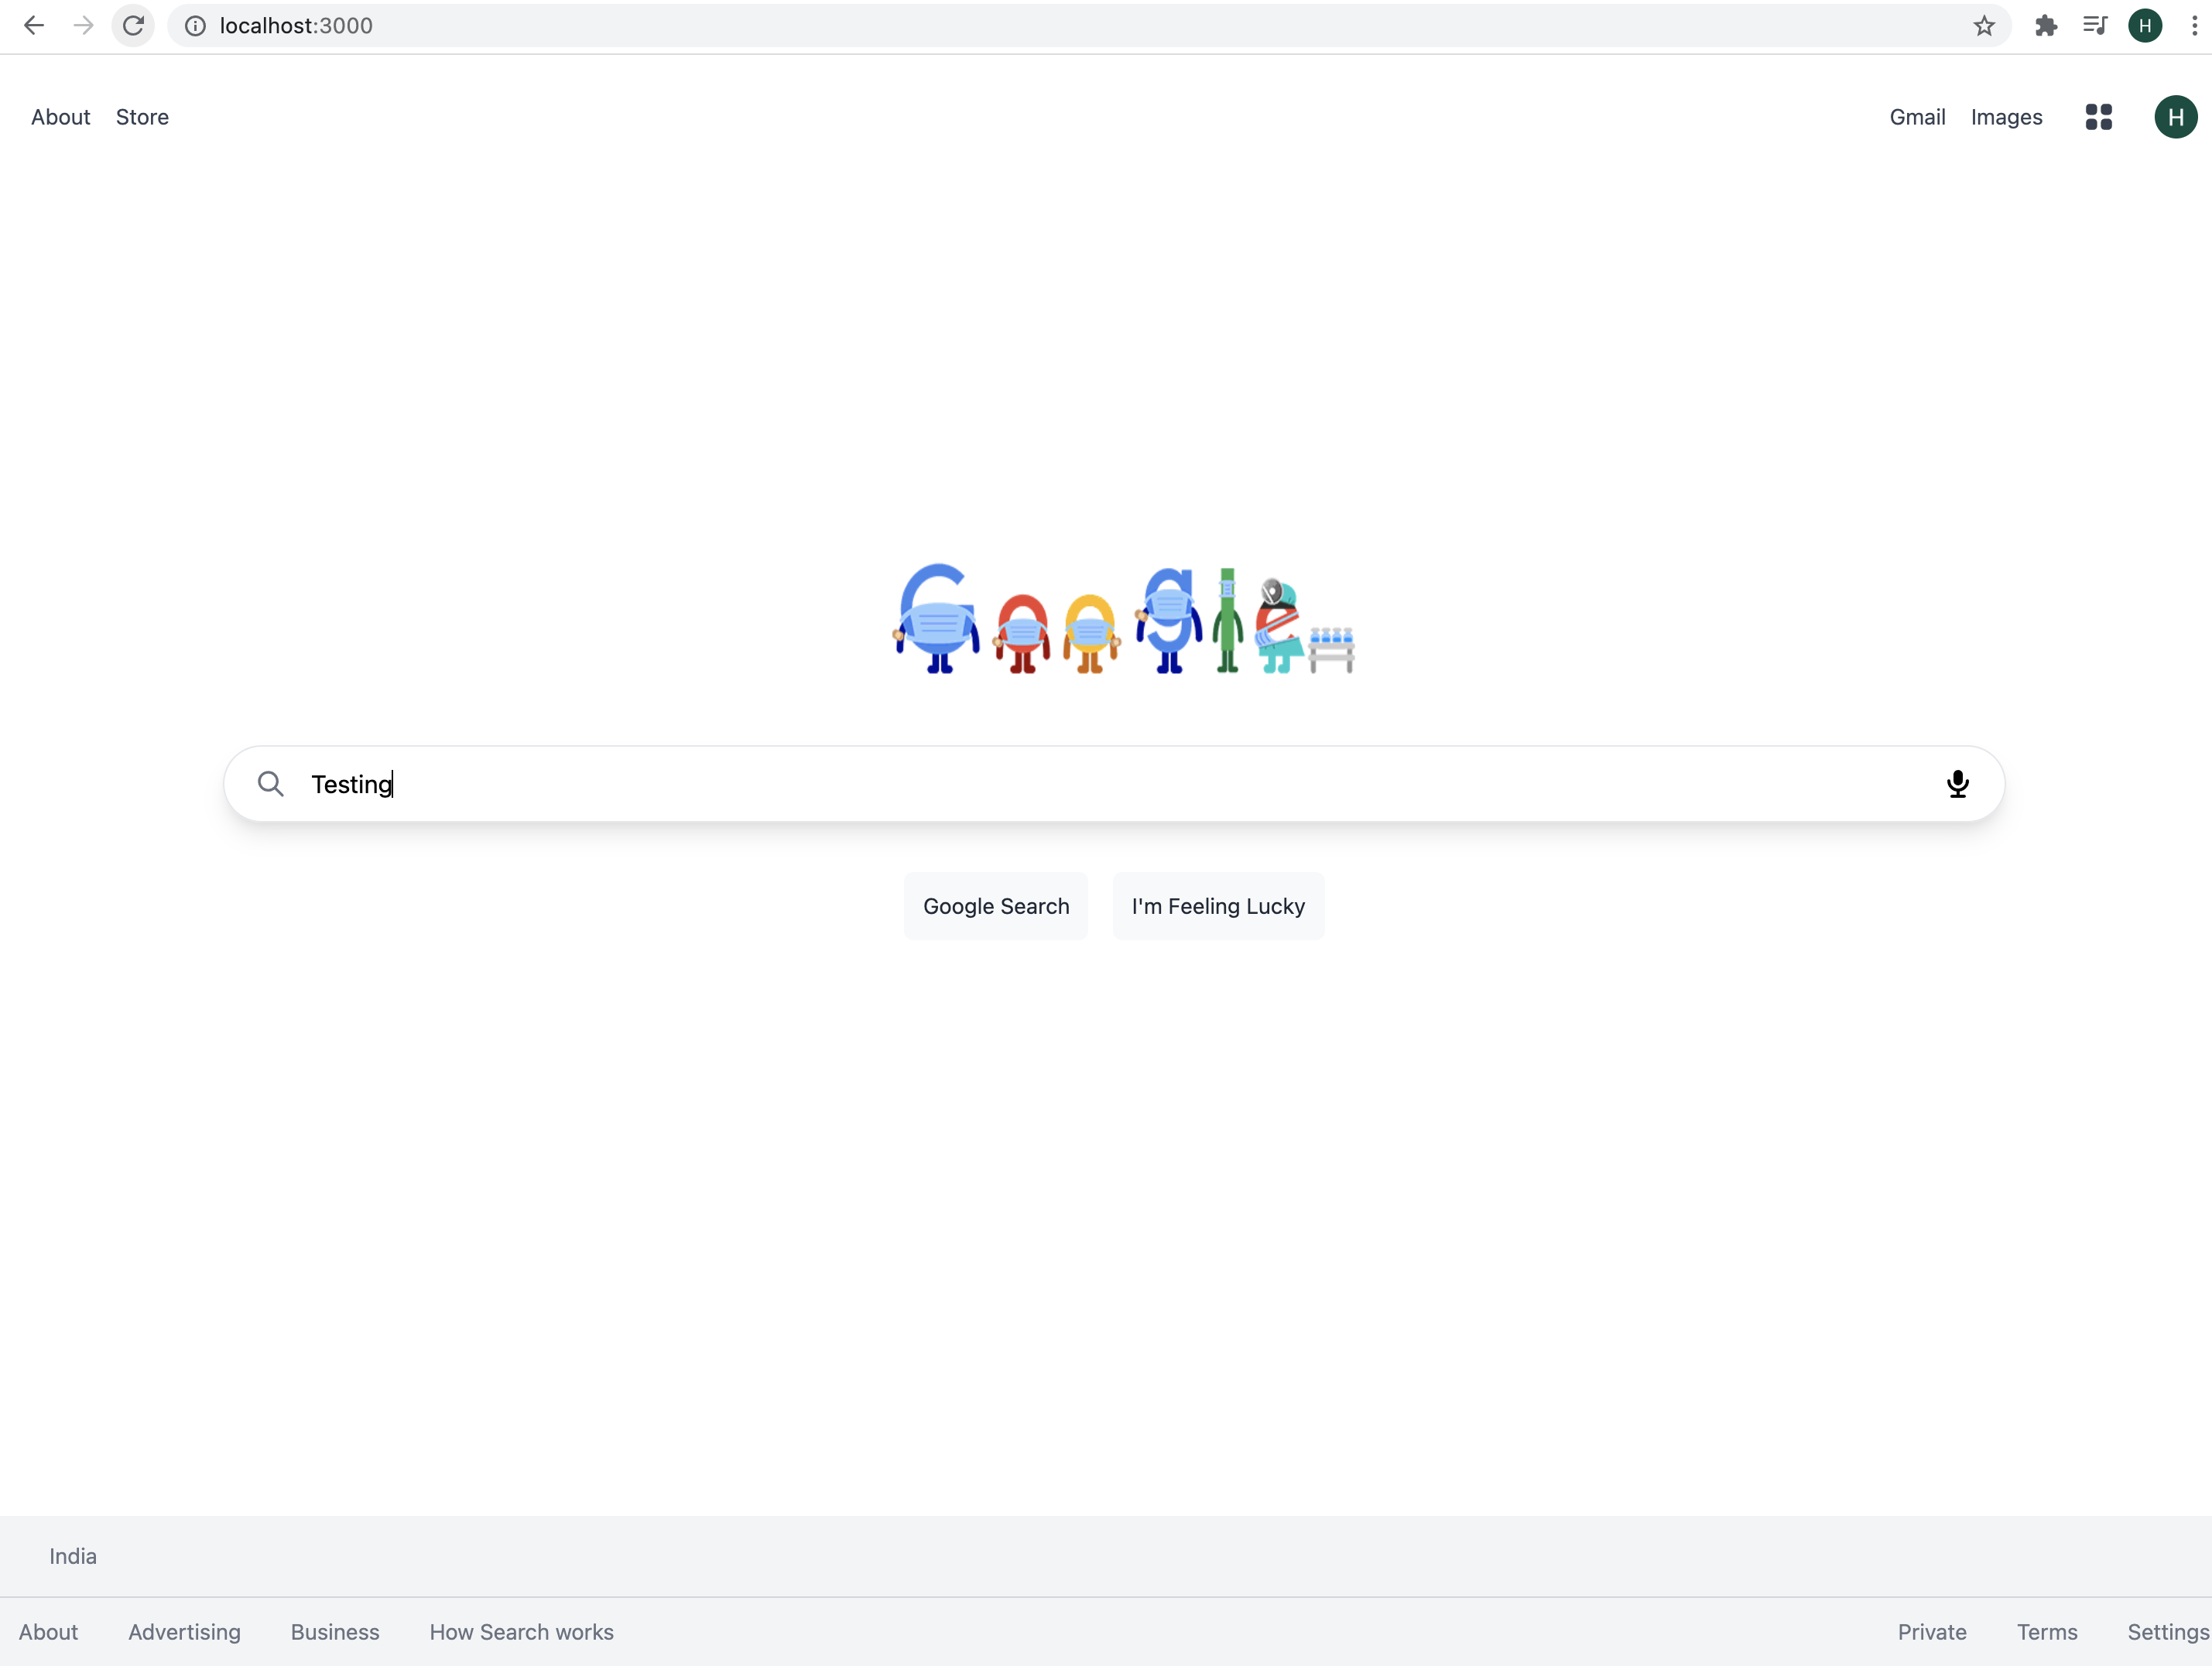 localhost:3000
H
About Store Gmail Images H
Google
Testing
Google Search I'm Feeling Lucky
India
About Advertising Business How Search works Private Terms Settings